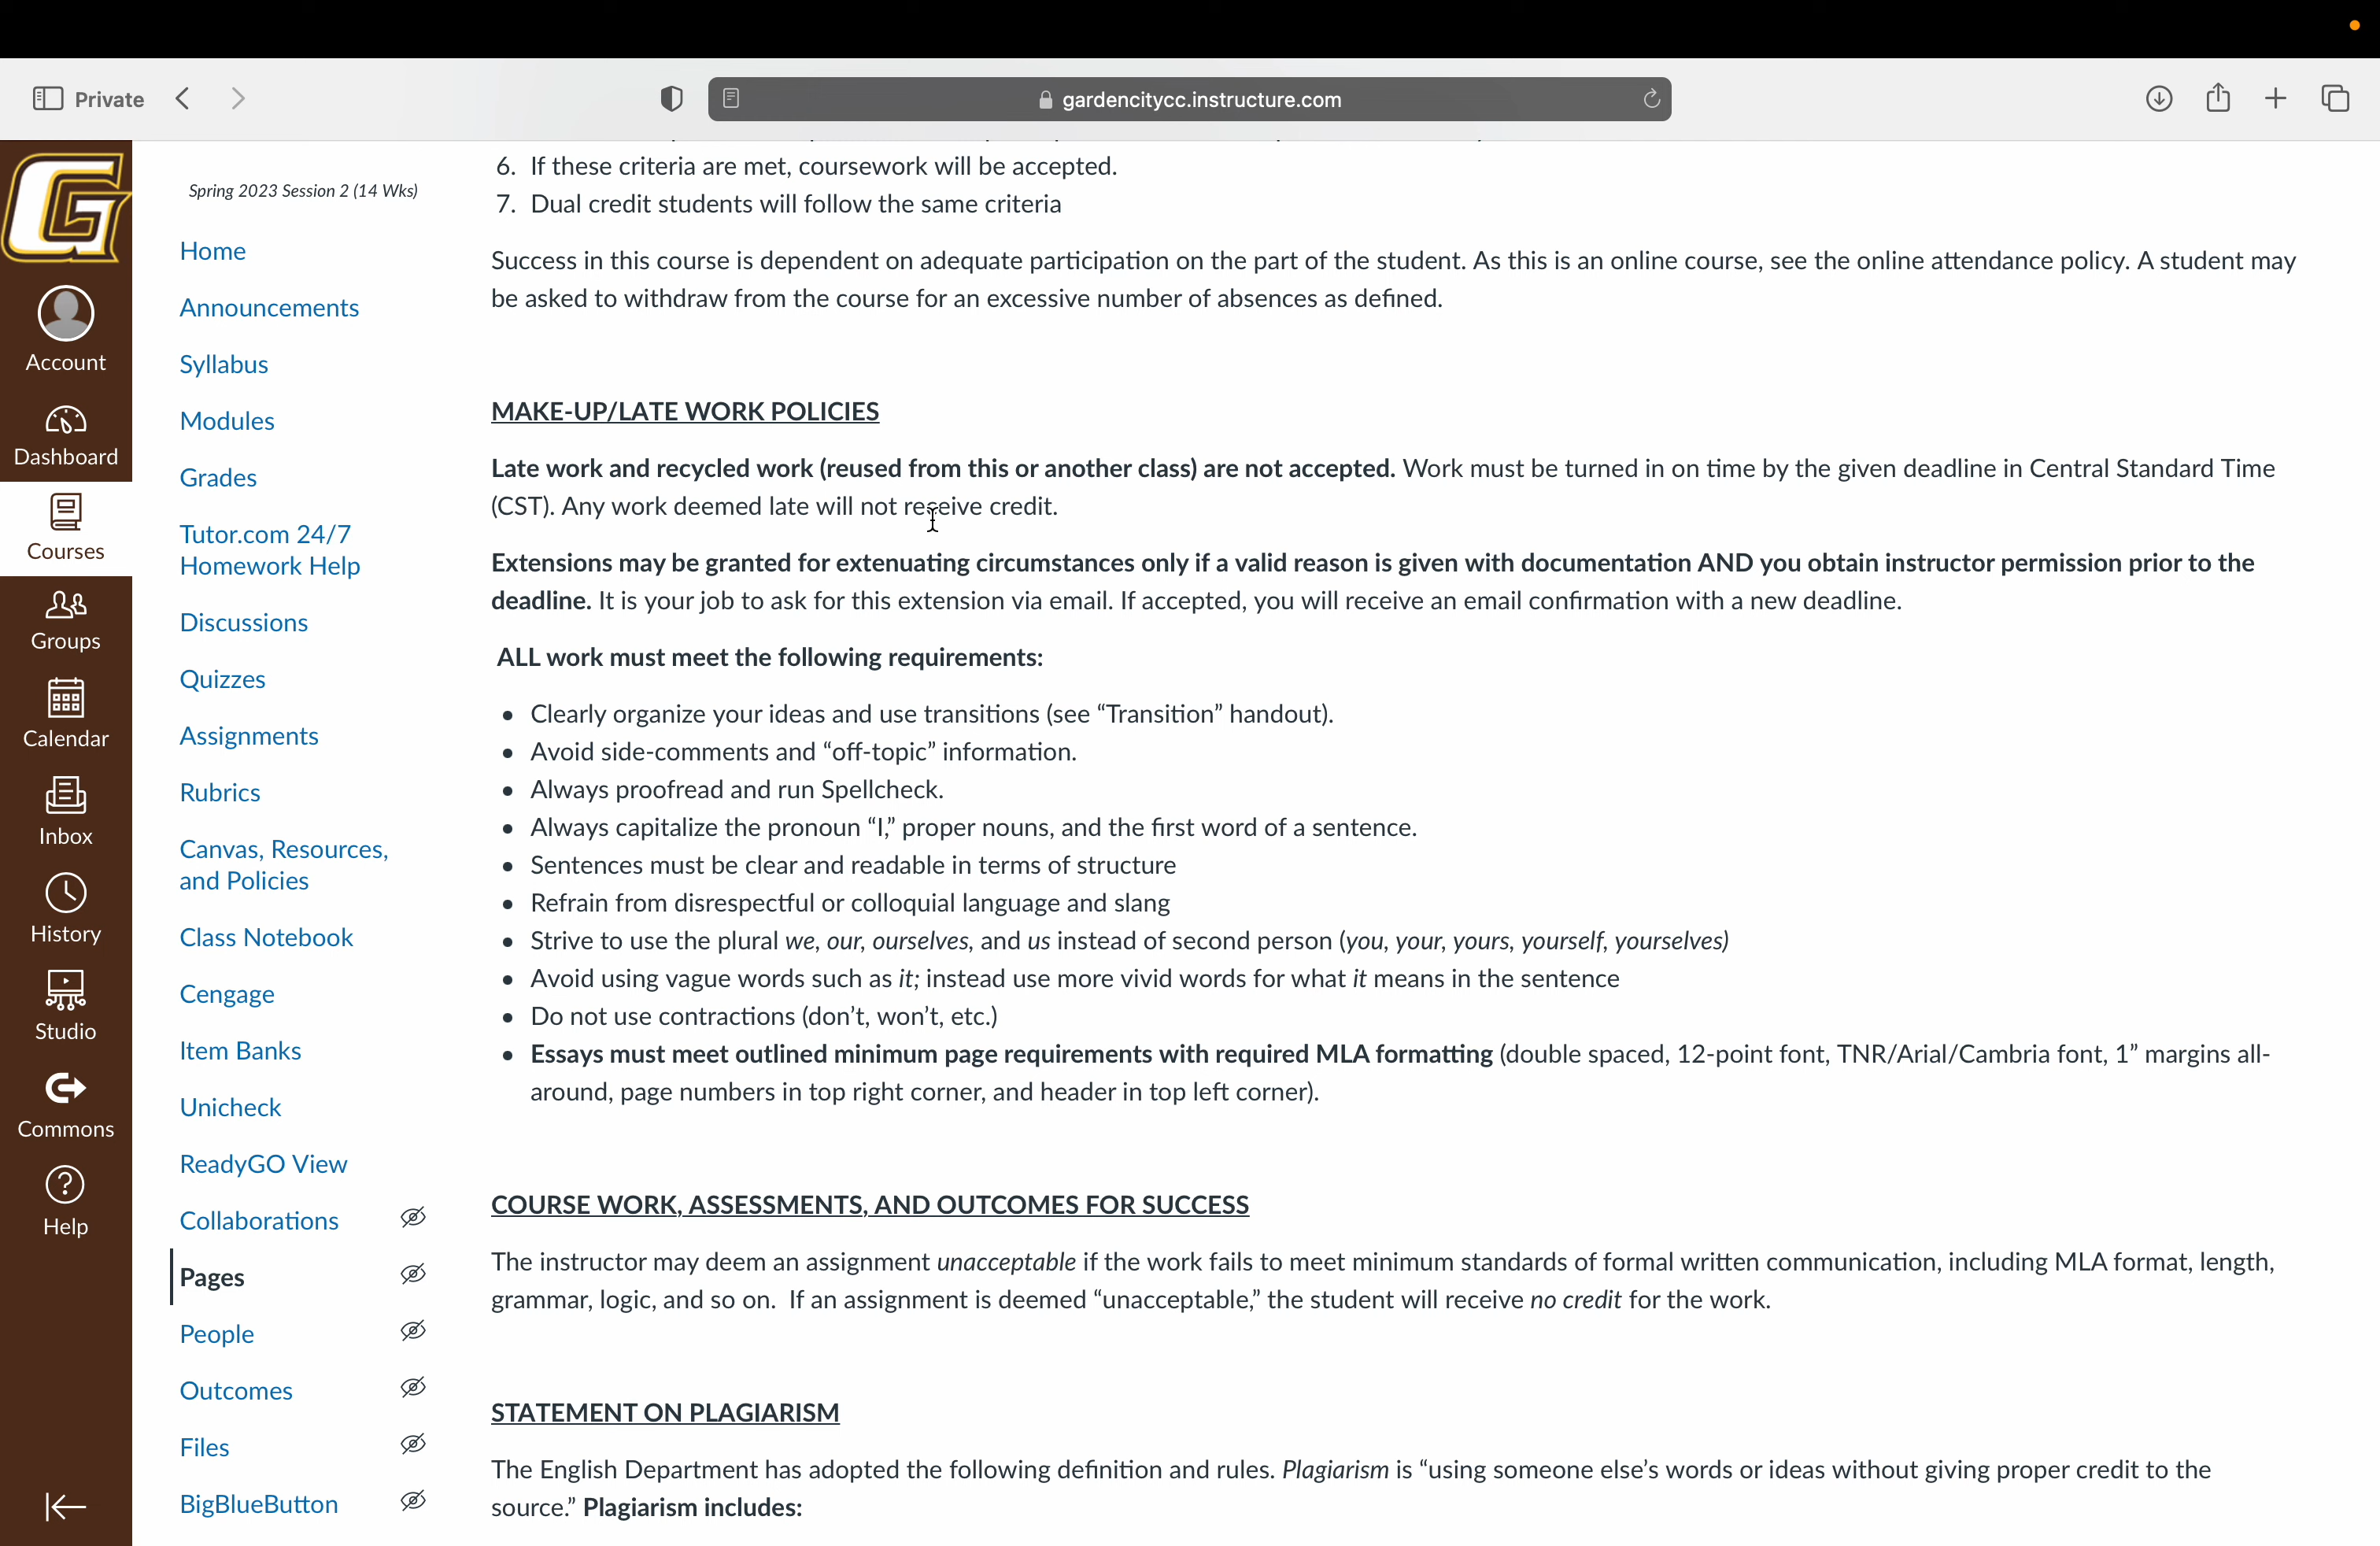 Private
gardencitycc.instructure.com
G
Account
Dashboard
Courses
Groups
Calendar
Inbox
History
Studio
Commons
Help
Spring 2023 Session 2 (14 Wks)
Home
Announcements
Syllabus
Modules
Grades
Tutor.com 24/7
Homework Help
Discussions
Quizzes
Assignments
Rubrics
Canvas, Resources,
and Policies
Class Notebook
Cengage
Item Banks
Unicheck
ReadyGO View
Collaborations
Pages
People
Outcomes
Files
BigBlueButton
6. If these criteria are met, coursework will be accepted.
7. Dual credit students will follow the same criteria
Success in this course is dependent on adequate participation on the part of the student. As this is an online course, see the online attendance policy. A student may
be asked to withdraw from the course for an excessive number of absences as defined.
MAKE-UP/LATE WORK POLICIES
Late work and recycled work (reused from this or another class) are not accepted. Work must be turned in on time by the given deadline in Central Standard Time
(CST). Any work deemed late will not receive credit.
Extensions may be granted for extenuating circumstances only if a valid reason is given with documentation AND you obtain instructor permission prior to the
deadline. It is your job to ask for this extension via email. If accepted, you will receive an email confirmation with a new deadline.
ALL work must meet the following requirements:
• Clearly organize your ideas and use transitions (see “Transition” handout).
• Avoid side-comments and “off-topic” information.
• Always proofread and run Spellcheck.
• Always capitalize the pronoun “I,” proper nouns, and the first word of a sentence.
• Sentences must be clear and readable in terms of structure
• Refrain from disrespectful or colloquial language and slang
• Strive to use the plural we, our, ourselves, and us instead of second person (you, your, yours, yourself, yourselves)
• Avoid using vague words such as it; instead use more vivid words for what it means in the sentence
• Do not use contractions (don’t, won’t, etc.)
• Essays must meet outlined minimum page requirements with required MLA formatting (double spaced, 12-point font, TNR/Arial/Cambria font, 1” margins all-
around, page numbers in top right corner, and header in top left corner).
COURSE WORK, ASSESSMENTS, AND OUTCOMES FOR SUCCESS
The instructor may deem an assignment unacceptable if the work fails to meet minimum standards of formal written communication, including MLA format, length,
grammar, logic, and so on. If an assignment is deemed “unacceptable,” the student will receive no credit for the work.
STATEMENT ON PLAGIARISM
The English Department has adopted the following definition and rules. Plagiarism is “using someone else’s words or ideas without giving proper credit to the
source.” Plagiarism includes: